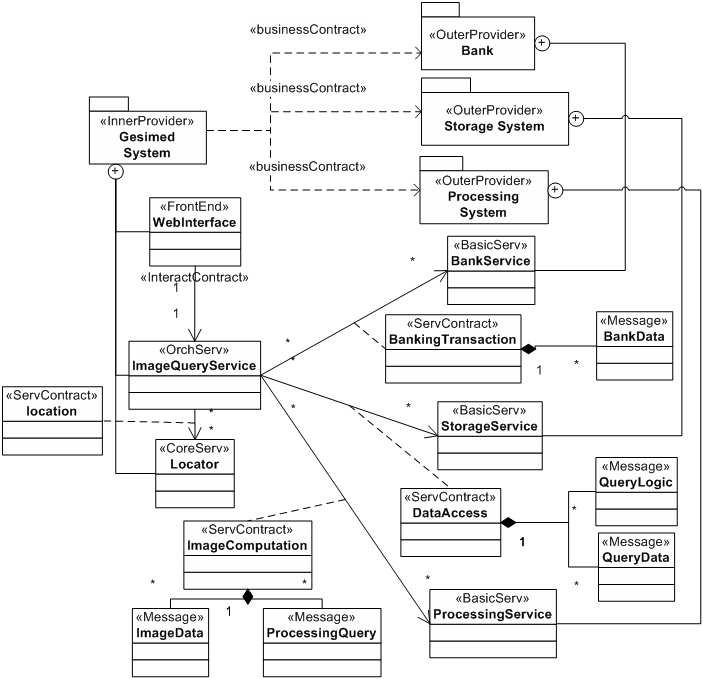 «businessContract»
«OuterProvider»
Bank
«businessContract»
«InnerProvider»
Gesimed
System
«OuterProvider»
Storage System
«businessContract»
«OuterProvider»
Processing
System
«FrontEnd»
WebInterface
«BasicServ»
BankService
*
«InteractContract»
1
1
«ServContract»
BankingTransaction
«Message»
BankData
1
*
*
«OrchServ»
ImageQueryService
*
*
*
«ServContract»
location
*
*
«BasicServ»
StorageService
«CoreServ»
Locator
«ServContract»
DataAccess
1
«Message»
QueryLogic
*
«Message»
QueryData
*
«ServContract»
ImageComputation
*
*
1
«Message»
ImageData
«Message»
ProcessingQuery
*
«BasicServ»
ProcessingService